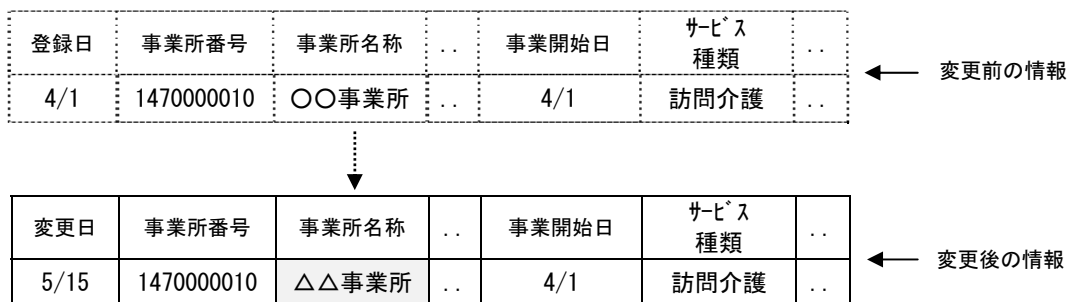 登録日 事業所番号 事業所名称 .. 事業開始日 ｻｰﾋﾞｽ種類 ..
4/1 1470000010 〇〇事業所 .. 4/1 訪問介護 ..
変更前の情報
変更日 事業所番号 事業所名称 .. 事業開始日 ｻｰﾋﾞｽ種類 ..
5/15 1470000010 △△事業所 .. 4/1 訪問介護 ..
変更後の情報